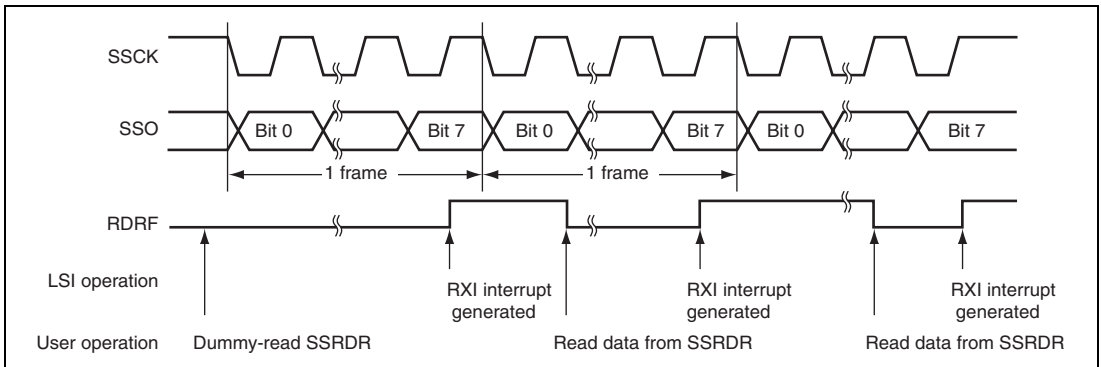 SSCK
SSO
Bit 0
Bit 7
Bit 0
Bit 7
Bit 0
Bit 7
1 frame
1 frame
RDRF
LSI operation
RXI interrupt
generated
RXI interrupt
generated
RXI interrupt
generated
User operation
Dummy-read SSRDR
Read data from SSRDR
Read data from SSRDR